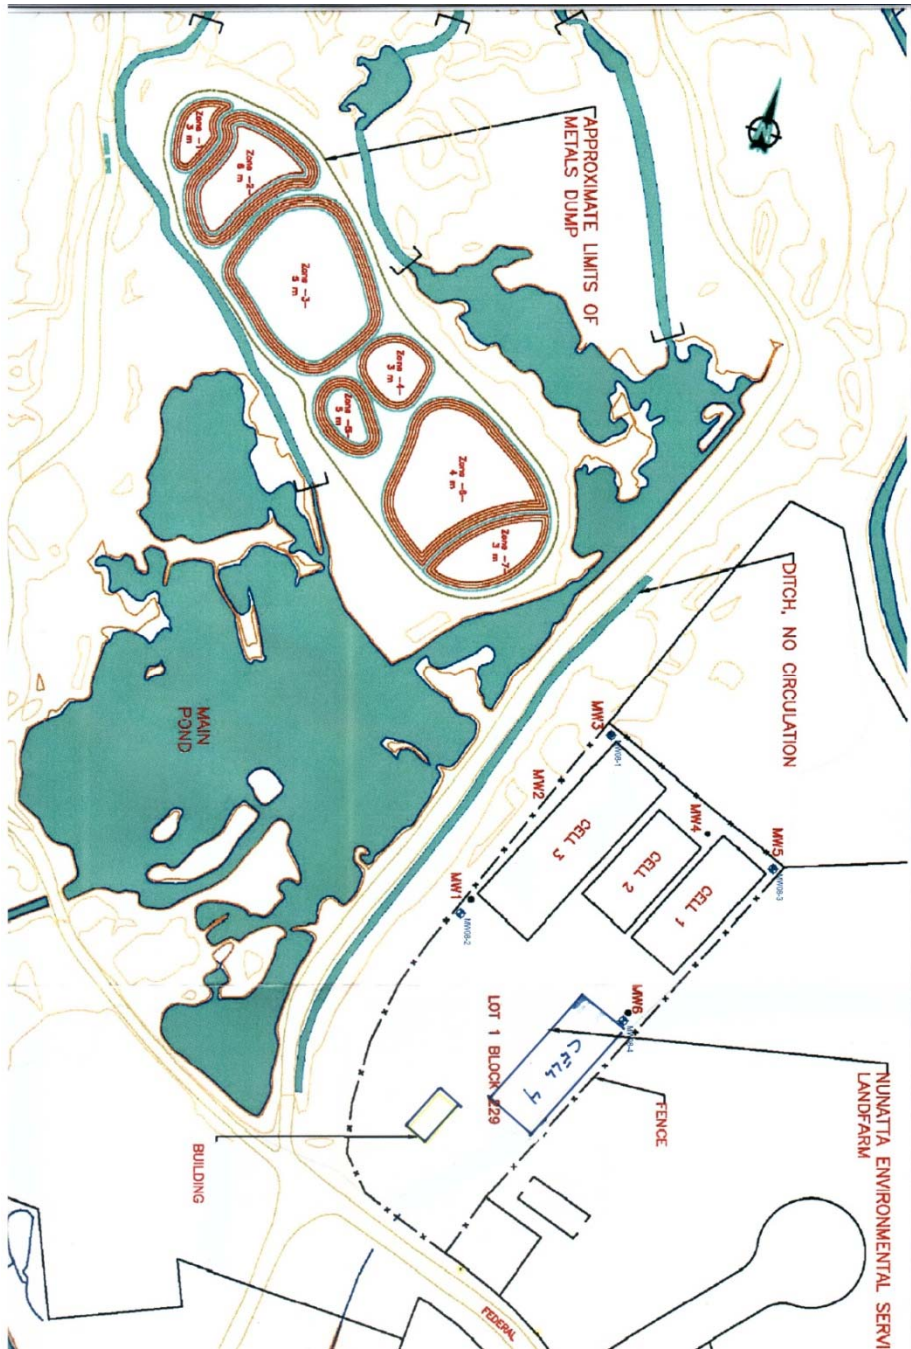 APPROXIMATE LIMITS OF
METALS DUMP
Zone -1-
3 m
Zone -2-
6 m
Zone -3-
5 m
Zone -4-
3 m
Zone -5-
5 m
Zone -6-
4 m
Zone -7-
3 m
N
DITCH, NO CIRCULATION
MAIN
POND
MW3
MW08-1
MW2
MW4
MW5
MW08-3
CELL 3
CELL 2
CELL 1
MW1
MW08-2
MW6
CELL 4
LOT 1 BLOCK 229
FENCE
NUNATTA ENVIRONMENTAL SERVI
LANDFARM
BUILDING
FEDERAL